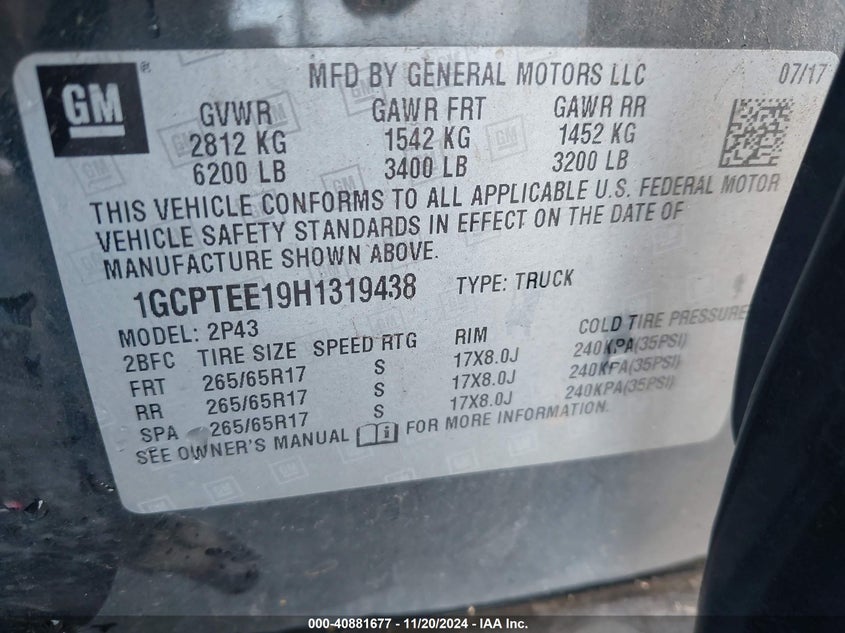 GM ®
MFD BY GENERAL MOTORS LLC 07/17
GVWR GAWR FRT GAWR RR
2812 KG 1542 KG 1452 KG
6200 LB 3400 LB 3200 LB
THIS VEHICLE CONFORMS TO ALL APPLICABLE U.S. FEDERAL MOTOR
VEHICLE SAFETY STANDARDS IN EFFECT ON THE DATE OF
MANUFACTURE SHOWN ABOVE.
1GCPTEE19H1319438 TYPE: TRUCK
MODEL: 2P43
2BFC TIRE SIZE SPEED RTG RIM COLD TIRE PRESSURE
FRT 265/65R17 S 17X8.0J 240KPA(35PSI)
RR 265/65R17 S 17X8.0J 240KPA(35PSI)
SPA 265/65R17 S 17X8.0J 240KPA(35PSI)
SEE OWNER'S MANUAL FOR MORE INFORMATION.
000-40881677 - 11/20/2024 - IAA Inc.